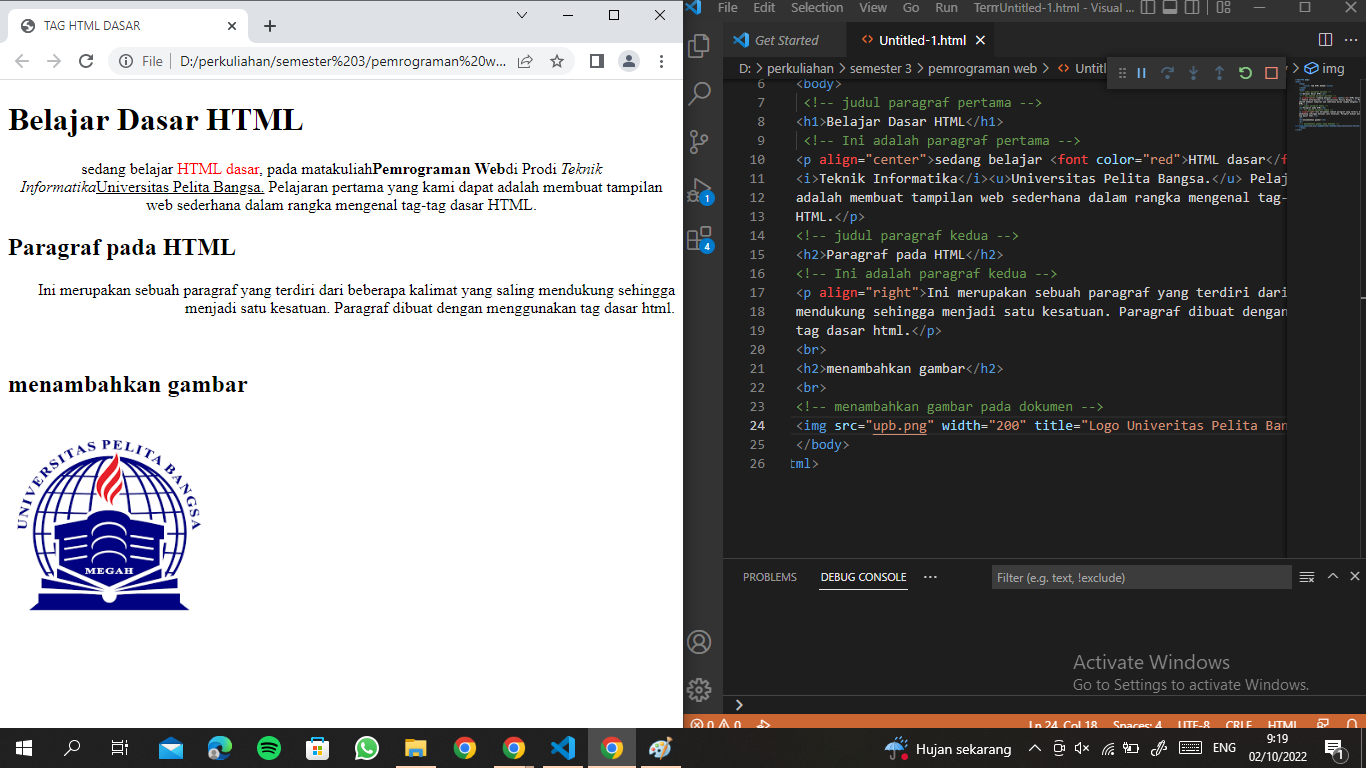 TAG HTML DASAR
File
D:/perkuliahan/semester%203/pemrograman%20w...
Belajar Dasar HTML
sedang belajar HTML dasar, pada matakuliahPemrograman Webdi Prodi Teknik
InformatikaUniversitas Pelita Bangsa. Pelajaran pertama yang kami dapat adalah membuat tampilan
web sederhana dalam rangka mengenal tag-tag dasar HTML.
Paragraf pada HTML
Ini merupakan sebuah paragraf yang terdiri dari beberapa kalimat yang saling mendukung sehingga
menjadi satu kesatuan. Paragraf dibuat dengan menggunakan tag dasar html.
menambahkan gambar
UNIVERSITAS PELITA BANGSA
MEGAH
File Edit Selection View Go Run Untitled-1.html - Visual ...
Get Started
Untitled-1.html
D: > perkuliahan > semester 3 > pemrograman web > img
6 <body>
7 <!-- judul paragraf pertama -->
8 <h1>Belajar Dasar HTML</h1>
9 <!-- Ini adalah paragraf pertama -->
10 <p align="center">sedang belajar <font color="red">HTML dasar</f
11 <i>Teknik Informatika</i><u>Universitas Pelita Bangsa.</u> Pelaj
12 adalah membuat tampilan web sederhana dalam rangka mengenal tag-
13 HTML.</p>
14 <!-- judul paragraf kedua -->
15 <h2>Paragraf pada HTML</h2>
16 <!-- Ini adalah paragraf kedua -->
17 <p align="right">Ini merupakan sebuah paragraf yang terdiri dari
18 mendukung sehingga menjadi satu kesatuan. Paragraf dibuat dengan
19 tag dasar html.</p>
20 <br>
21 <h2>menambahkan gambar</h2>
22 <br>
23 <!-- menambahkan gambar pada dokumen -->
24 <img src="upb.png" width="200" title="Logo Univeritas Pelita Ban
25 </body>
26 tml>
1
4
PROBLEMS DEBUG CONSOLE ...
Filter (e.g. text, !exclude)
Activate Windows
Go to Settings to activate Windows.
0 0
Ln 24, Col 18 Spaces: 4 UTF-8 CRLF HTML
Hujan sekarang
ENG
9:19
02/10/2022
1